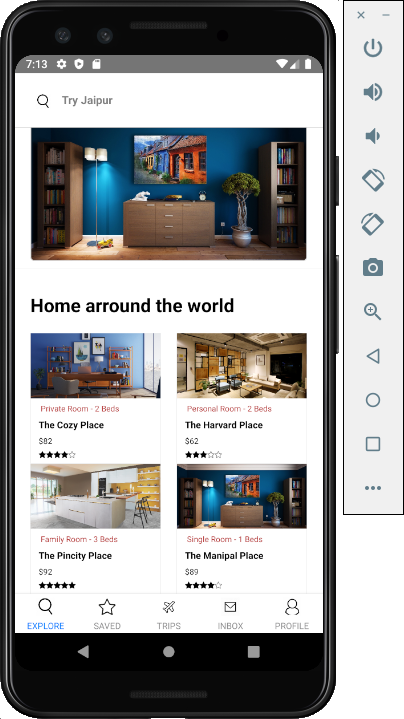 7:13
Try Jaipur
Home arround the world
Private Room - 2 Beds
Personal Room - 2 Beds
The Cozy Place
The Harvard Place
$82
$62
Family Room - 3 Beds
Single Room - 1 Beds
The Pincity Place
The Manipal Place
$92
$89
EXPLORE
SAVED
TRIPS
INBOX
PROFILE